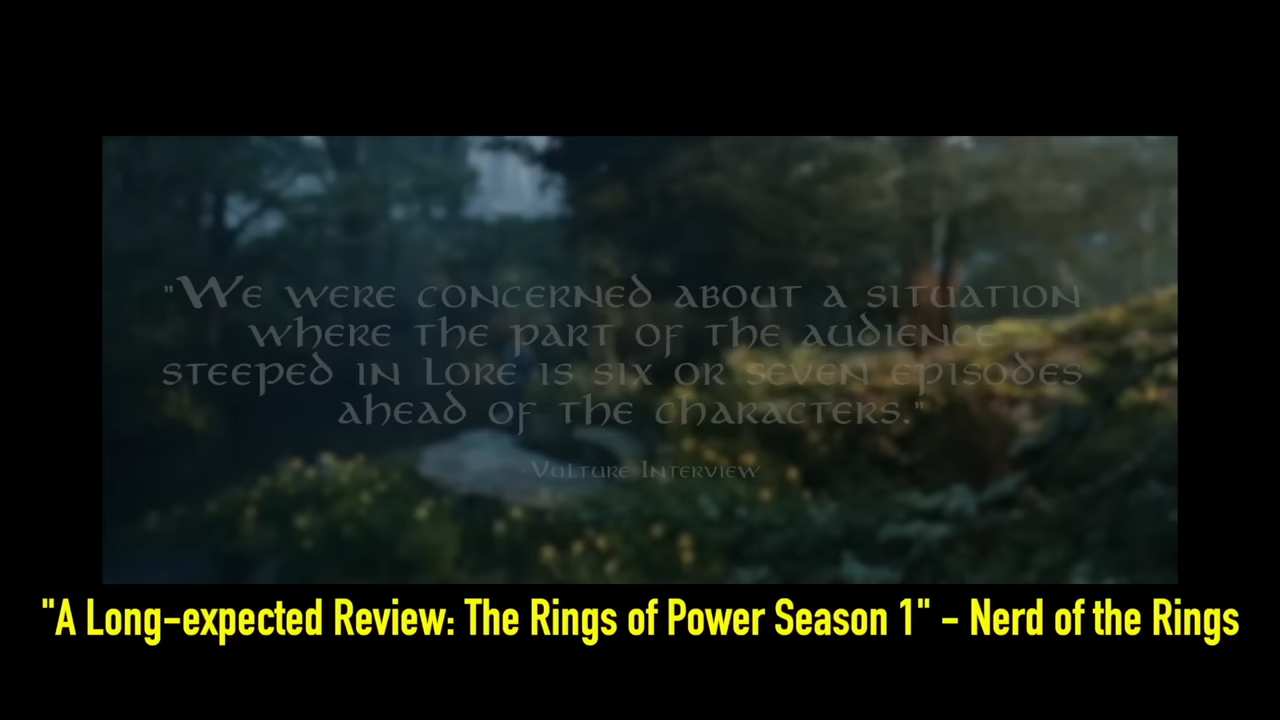 "We were concerned about a situation
where the part of the audience
steeped in Lore is six or seven episodes
ahead of the characters."
-Vulture Interview
"A Long-expected Review: The Rings of Power Season 1" - Nerd of the Rings